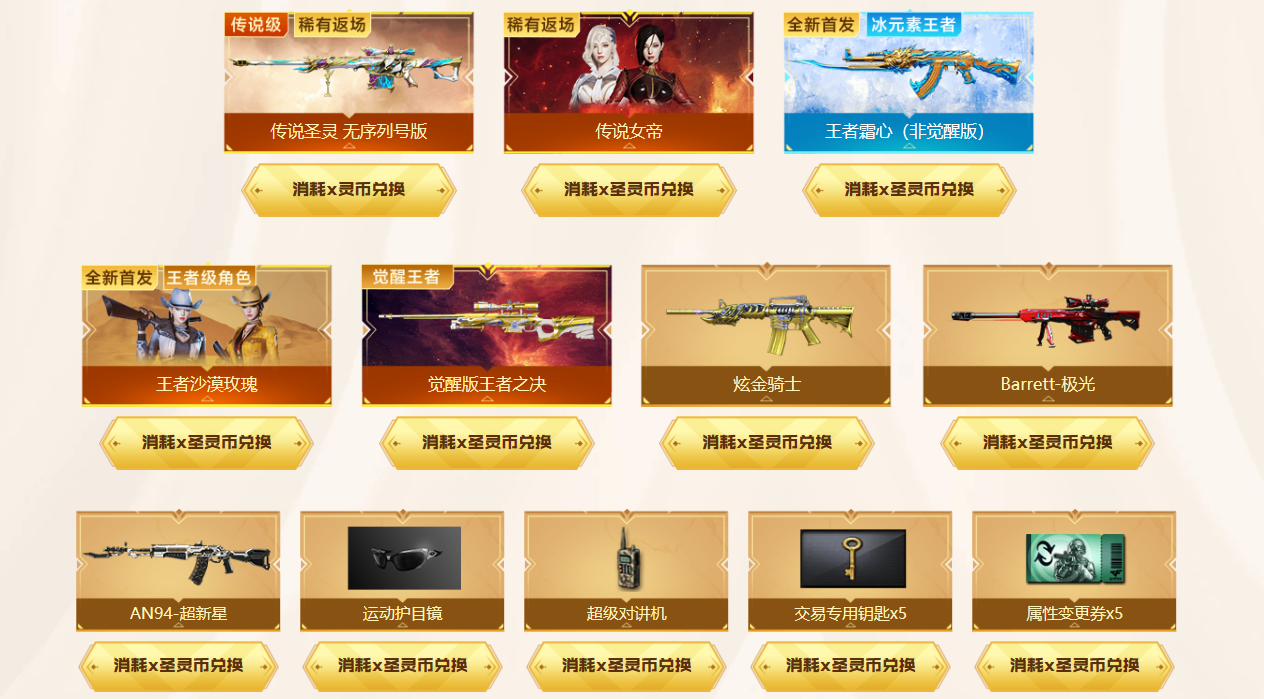 传说级 稀有返场
稀有返场
全新首发 冰元素王者
传说圣灵 无序列号版
传说女帝
王者霜心（非觉醒版）
消耗x灵币兑换
消耗x圣灵币兑换
消耗x圣灵币兑换
全新首发 王者级角色
觉醒王者
王者沙漠玫瑰
觉醒版王者之决
炫金骑士
Barrett-极光
消耗x圣灵币兑换
消耗x圣灵币兑换
消耗x圣灵币兑换
消耗x圣灵币兑换
AN94-超新星
运动护目镜
超级对讲机
交易专用钥匙x5
属性变更券x5
消耗x圣灵币兑换
消耗x圣灵币兑换
消耗x圣灵币兑换
消耗x圣灵币兑换
消耗x圣灵币兑换